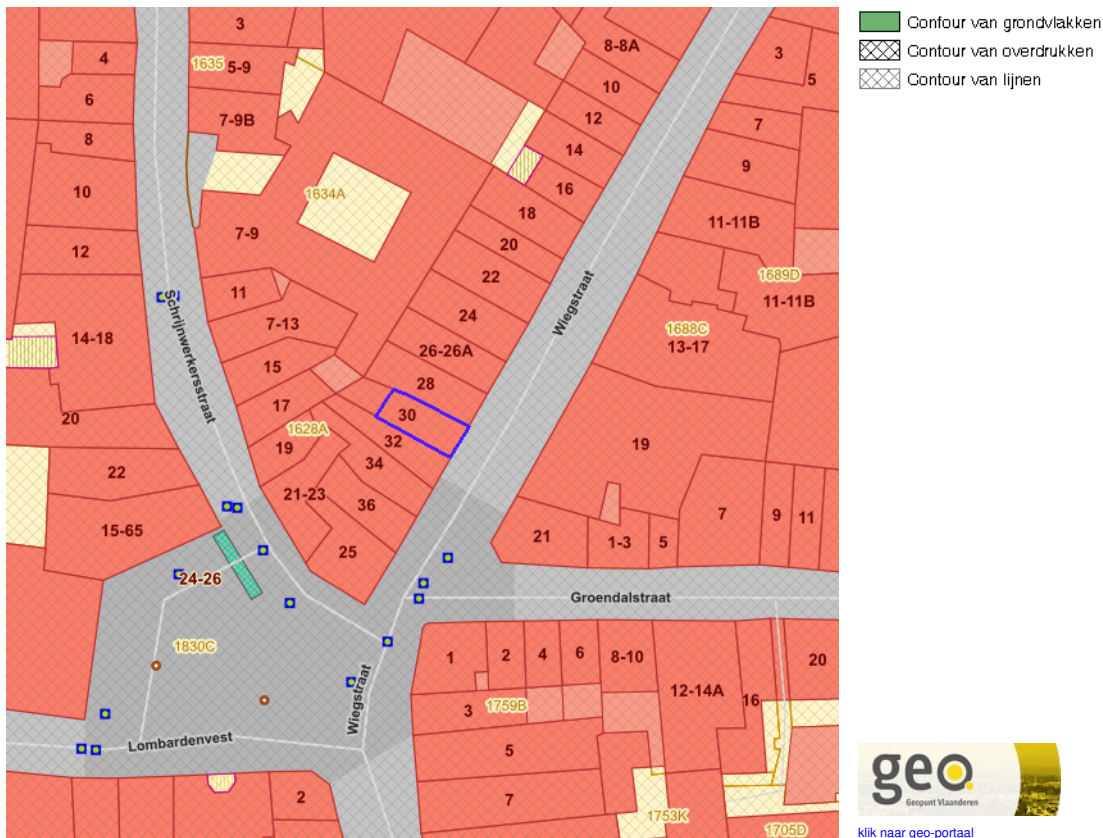 3
4
1635
5-9
6
7-9B
8
10
1634A
7-9
12
11
Schrijnwerkersstraat
7-13
14-18
15
17
20
1628A
19
22
21-23
15-65
24-26
25
1830C
8-8A
10
12
14
16
18
20
22
24
26-26A
28
30
32
34
36
Wiegstraat
3
5
7
9
11-11B
1689D
11-11B
1688C
13-17
19
7
9
11
21
1-3
5
Groendalstraat
1
2
4
6
8-10
12-14A
16
20
3
1759B
5
7
1753K
1705D
Wiegstraat
Lombardenvest
2
Contour van grondvlakken
Contour van overdrukken
Contour van lijnen
geo
Geopunt Vlaanderen
klik naar geo-portaal